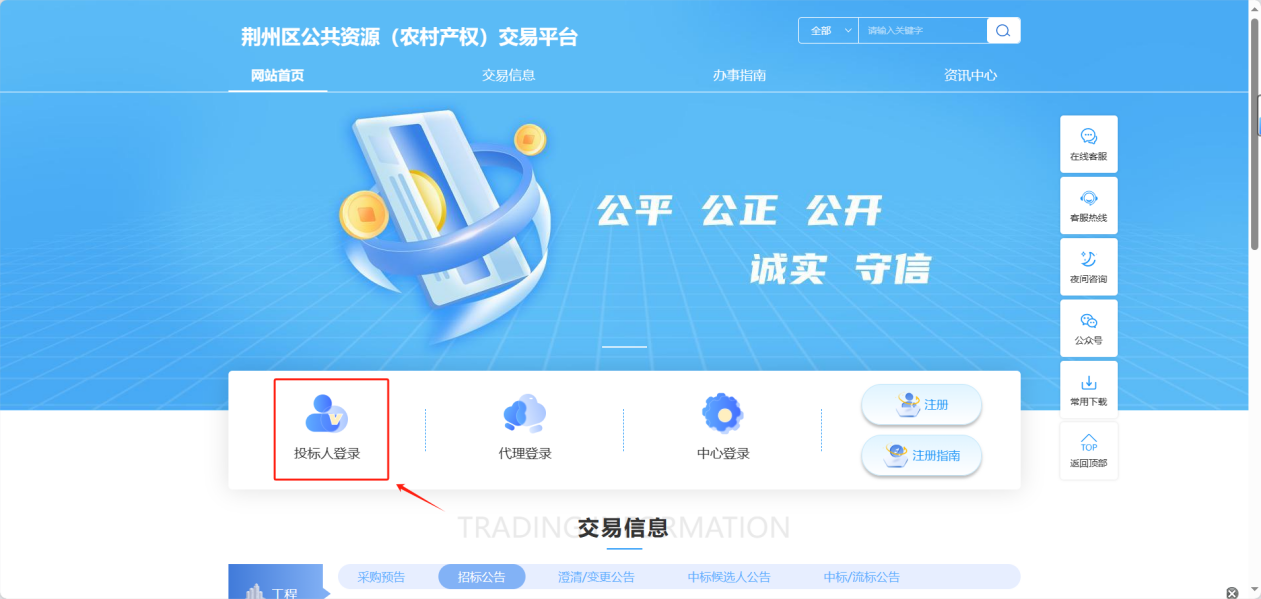 荆州区公共资源（农村产权）交易平台
全部
请输入关键字
网站首页
交易信息
办事指南
资讯中心
公平 公正 公开
诚实 守信
在线客服
客服热线
夜间咨询
公众号
常用下载
TOP
返回顶部
投标人登录
代理登录
中心登录
注册
注册指南
交易信息
采购预告
招标公告
澄清/变更公告
中标候选人公告
中标/流标公告
工程